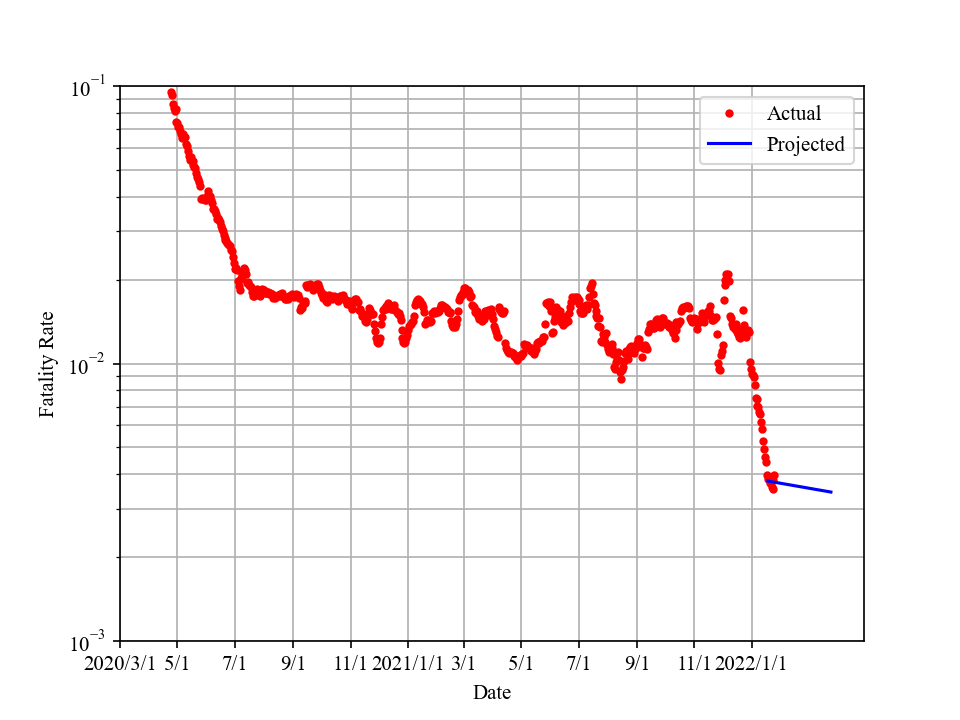 10⁻¹
Actual
Projected
Fatality Rate
10⁻²
10⁻³
2020/3/1 5/1 7/1 9/1 11/1 2021/1/1 3/1 5/1 7/1 9/1 11/1 2022/1/1
Date